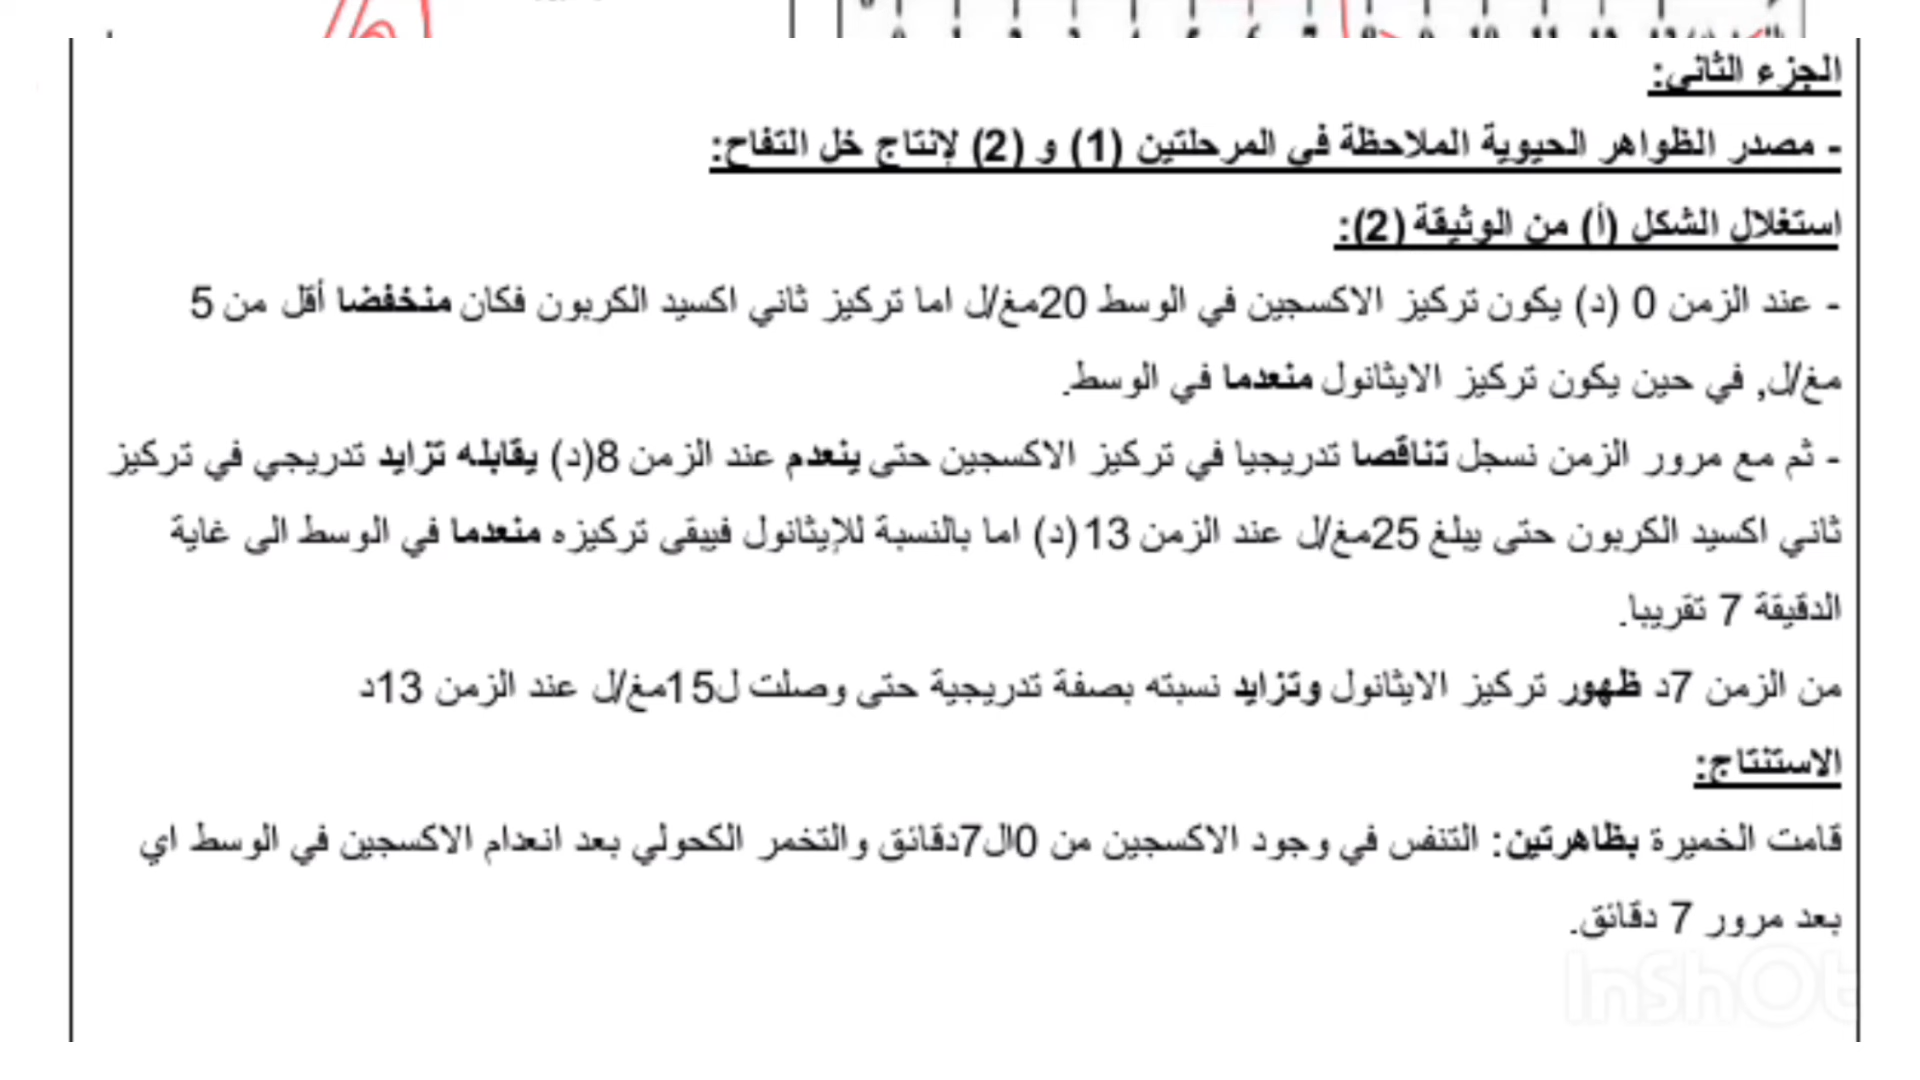 الجزء الثاني:
- مصدر الظواهر الحيوية الملاحظة في المرحلتين (1) و (2) لإنتاج خل التفاح:
استغلال الشكل (أ) من الوثيقة (2):
- عند الزمن 0 (د) يكون تركيز الاكسجين في الوسط 20مغ/ل اما تركيز ثاني اكسيد الكربون فكان منخفضا أقل من 5
مغ/ل, في حين يكون تركيز الايثانول منعدما في الوسط.
- ثم مع مرور الزمن نسجل تناقصا تدريجيا في تركيز الاكسجين حتى ينعدم عند الزمن 8(د) يقابله تزايد تدريجي في تركيز
ثاني اكسيد الكربون حتى يبلغ 25مغ/ل عند الزمن 13(د) اما بالنسبة للإيثانول فيبقى تركيزه منعدما في الوسط الى غاية
الدقيقة 7 تقريبا.
من الزمن 7د ظهور تركيز الايثانول وتزايد نسبته بصفة تدريجية حتى وصلت ل15مغ/ل عند الزمن 13د
الاستنتاج:
قامت الخميرة بظاهرتين: التنفس في وجود الاكسجين من 0ال7دقائق والتخمر الكحولي بعد انعدام الاكسجين في الوسط اي
بعد مرور 7 دقائق.
InShOt